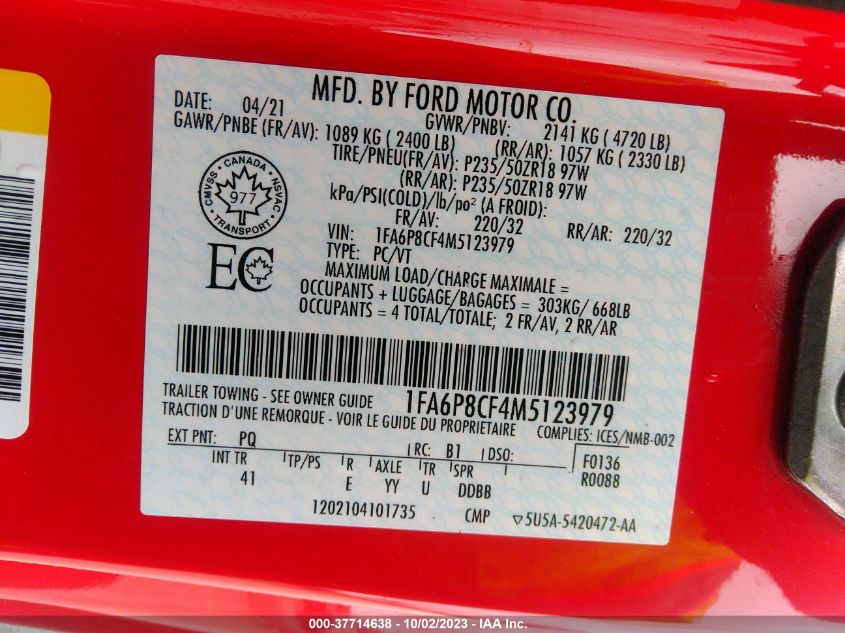 MFD. BY FORD MOTOR CO.
DATE: 04/21 GVWR/PNBV: 2141 KG ( 4720 LB)
GAWR/PNBE (FR/AV): 1089 KG ( 2400 LB) (RR/AR): 1057 KG ( 2330 LB)
TIRE/PNEU(FR/AV): P235/50ZR18 97W
(RR/AR): P235/50ZR18 97W
kPa/PSI(COLD)/lb/po² (A FROID):
FR/AV: 220/32 RR/AR: 220/32
CANADA
CMVSS NSVAC
977
TRANSPORT
VIN: 1FA6P8CF4M5123979
TYPE: PC/VT
EC
MAXIMUM LOAD/CHARGE MAXIMALE =
OCCUPANTS + LUGGAGE/BAGAGES = 303KG/ 668LB
OCCUPANTS = 4 TOTAL/TOTALE; 2 FR/AV, 2 RR/AR
TRAILER TOWING - SEE OWNER GUIDE 1FA6P8CF4M5123979
TRACTION D'UNE REMORQUE - VOIR LE GUIDE DU PROPRIETAIRE COMPLIES: ICES/NMB-002
EXT PNT: PQ RC: B1 DSO: F0136
INT TR TP/PS R AXLE TR SPR R0088
41 E YY U DDBB
1202104101735 CMP ▽5U5A-5420472-AA
000-37714638 - 10/02/2023 - IAA Inc.